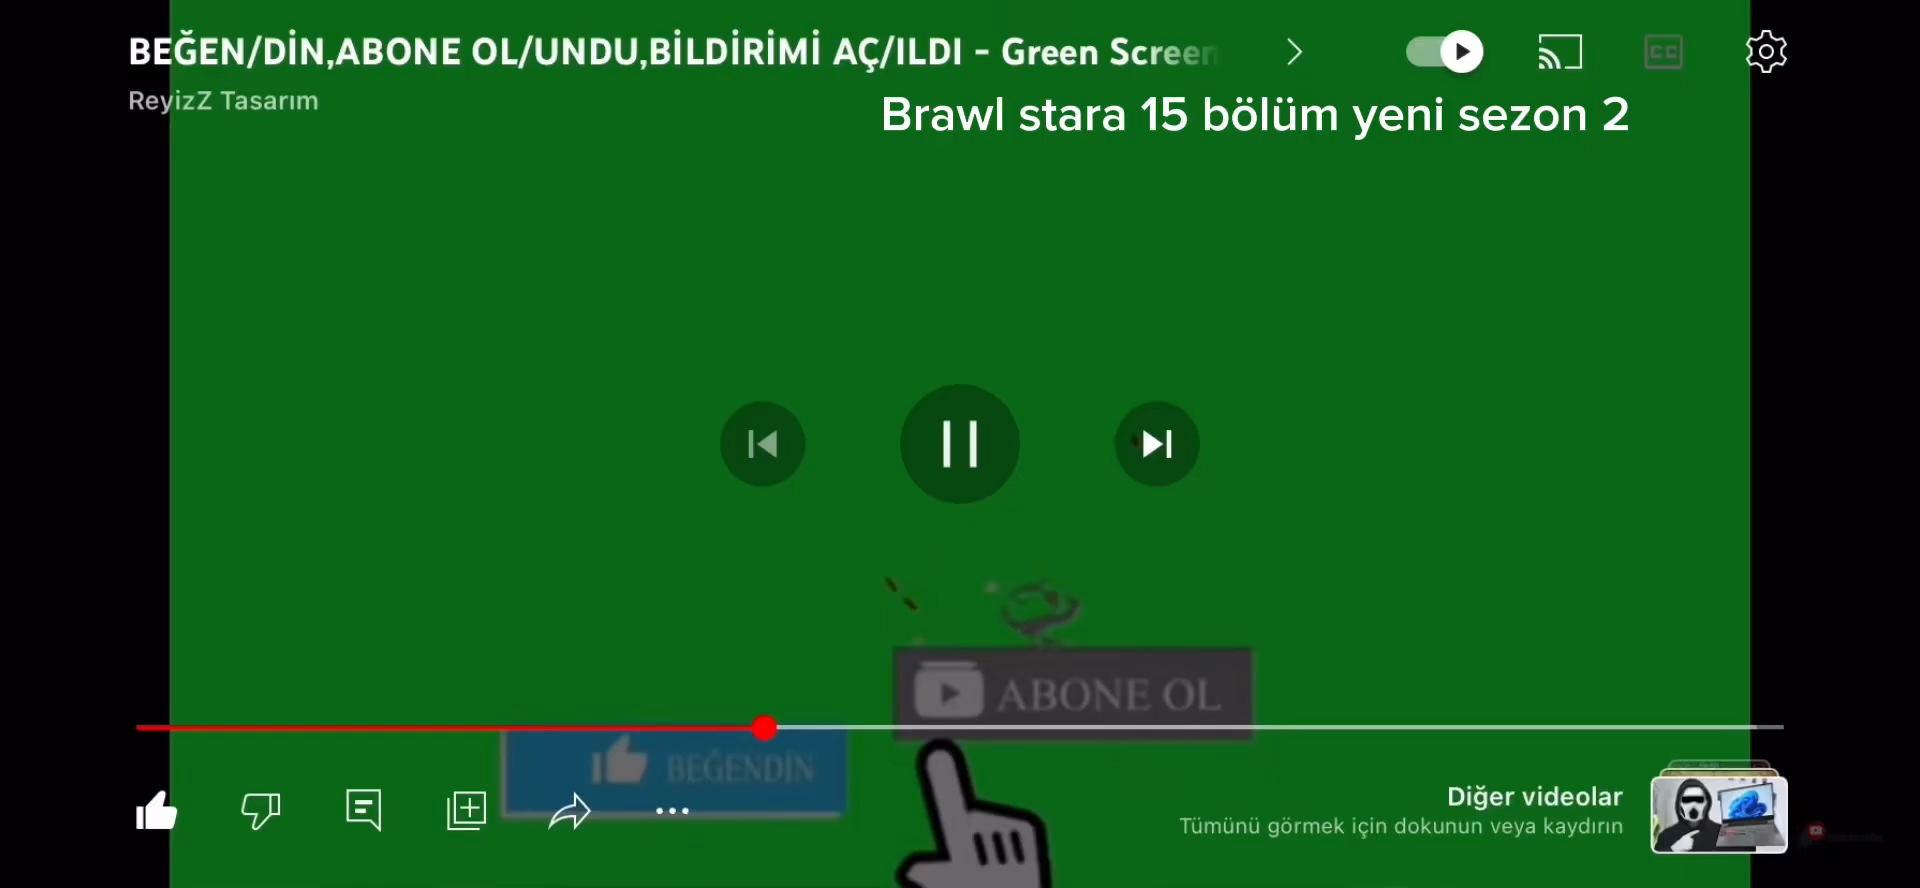 BEĞEN/DİN,ABONE OL/UNDU,BİLDİRİMİ AÇ/ILDI - Green Screen
CC
ReyizZ Tasarım
Brawl stara 15 bölüm yeni sezon 2
ABONE OL
BEĞENDİN
Diğer videolar
Tümünü görmek için dokunun veya kaydırın